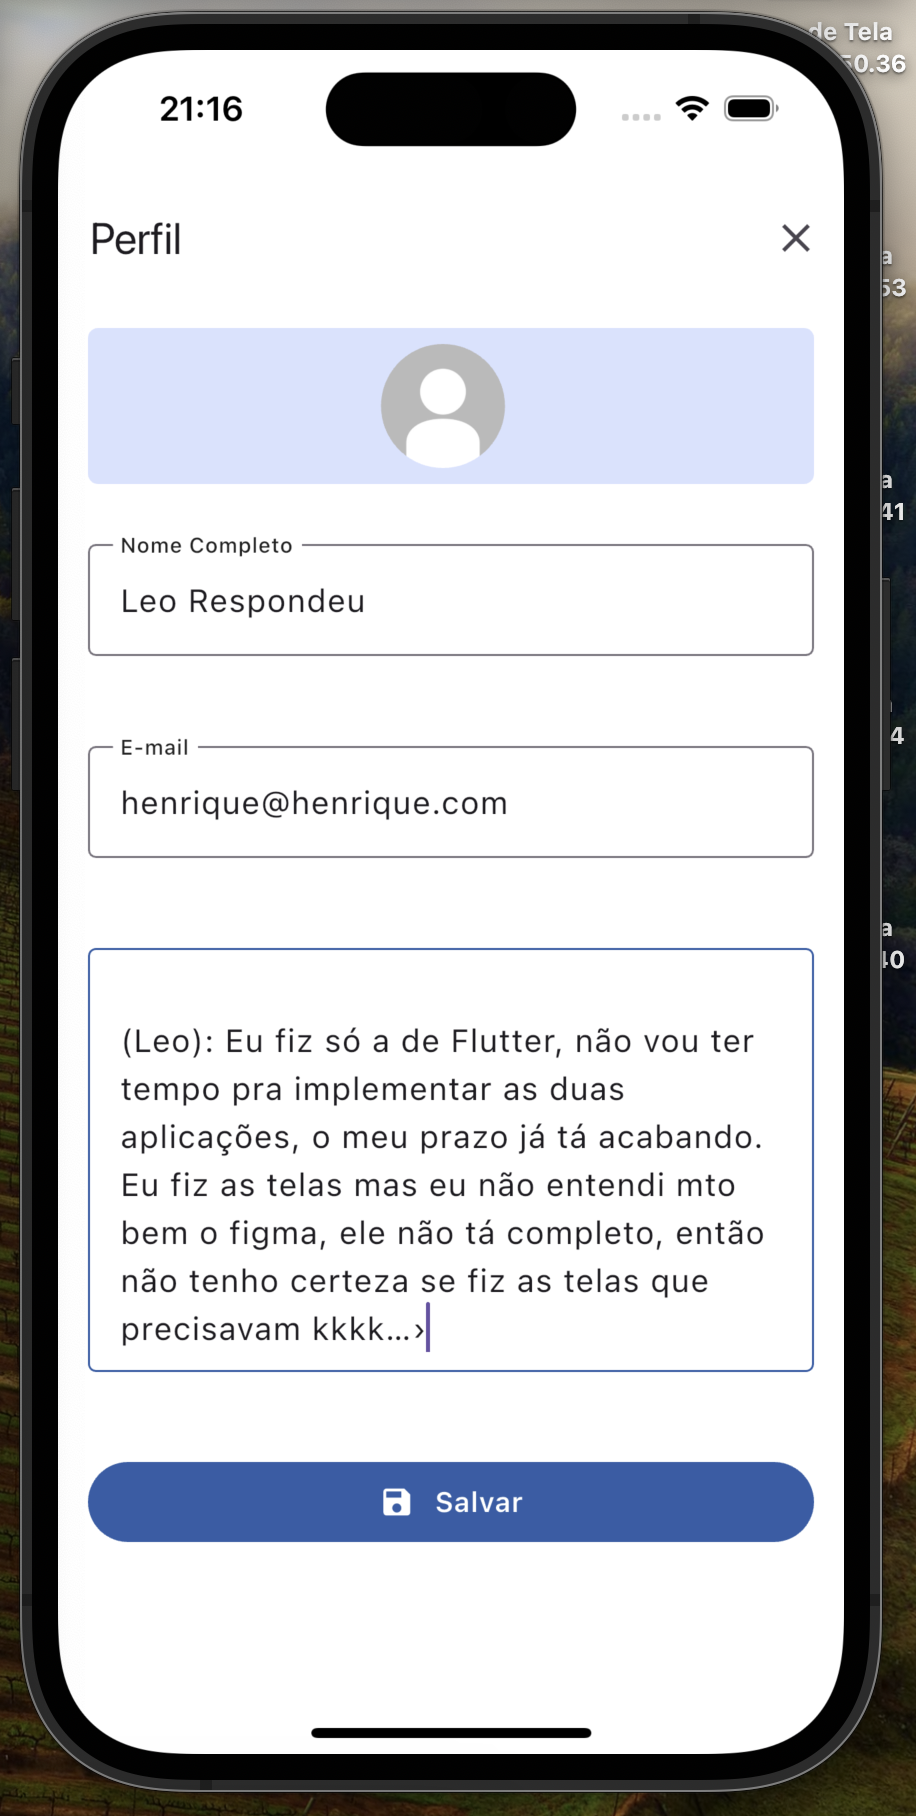 de Tela
50.36
21:16
Perfil
a
53
Nome Completo
Leo Respondeu
a
41
E-mail
henrique@henrique.com
4
a
40
(Leo): Eu fiz só a de Flutter, não vou ter
tempo pra implementar as duas
aplicações, o meu prazo já tá acabando.
Eu fiz as telas mas eu não entendi mto
bem o figma, ele não tá completo, então
não tenho certeza se fiz as telas que
precisavam kkkk...›
Salvar